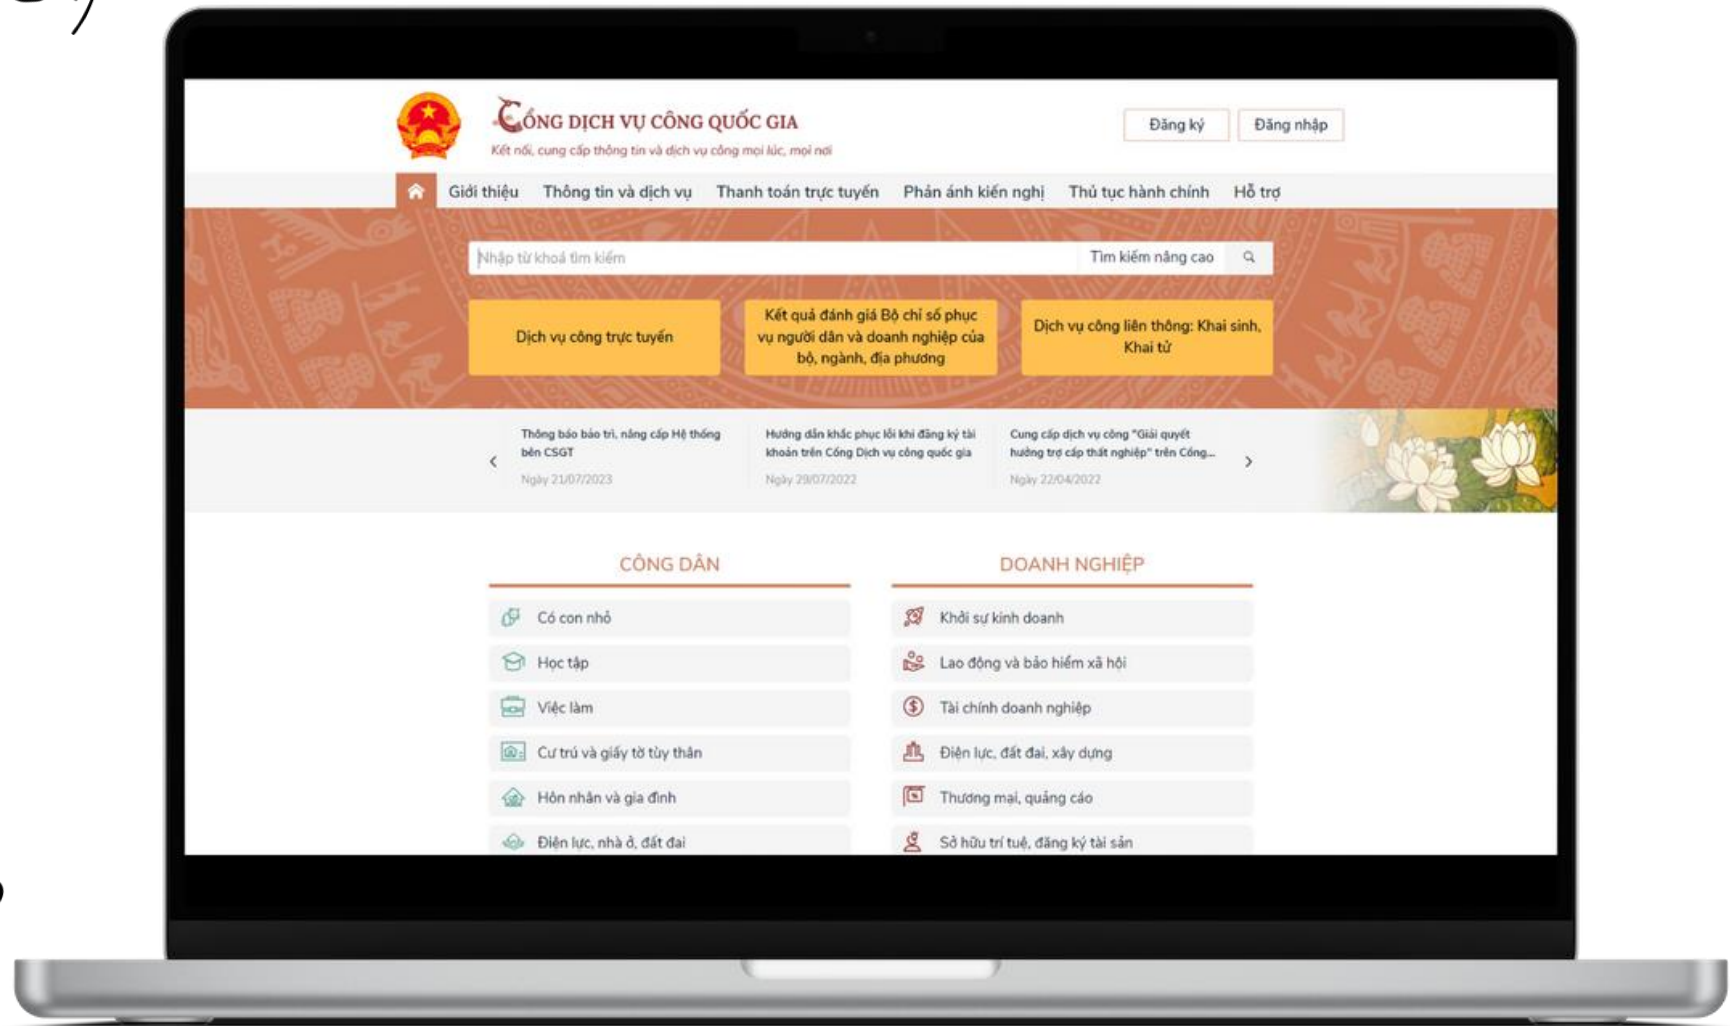 CỔNG DỊCH VỤ CÔNG QUỐC GIA
Kết nối, cung cấp thông tin và dịch vụ công mọi lúc, mọi nơi
Đăng ký
Đăng nhập
Giới thiệu
Thông tin và dịch vụ
Thanh toán trực tuyến
Phản ánh kiến nghị
Thủ tục hành chính
Hỗ trợ
Nhập từ khoá tìm kiếm
Tìm kiếm nâng cao
Dịch vụ công trực tuyến
Kết quả đánh giá Bộ chỉ số phục
vụ người dân và doanh nghiệp của
bộ, ngành, địa phương
Dịch vụ công liên thông: Khai sinh,
Khai tử
Thông báo bảo trì, nâng cấp Hệ thống
bên CSGT
Ngày 21/07/2023
Hướng dẫn khắc phục lỗi khi đăng ký tài
khoản trên Cổng Dịch vụ công quốc gia
Ngày 29/07/2022
Cung cấp dịch vụ công "Giải quyết
hưởng trợ cấp thất nghiệp" trên Cổng...
Ngày 22/04/2022
CÔNG DÂN
Có con nhỏ
Học tập
Việc làm
Cư trú và giấy tờ tùy thân
Hôn nhân và gia đình
Điện lực, nhà ở, đất đai
DOANH NGHIỆP
Khởi sự kinh doanh
Lao động và bảo hiểm xã hội
Tài chính doanh nghiệp
Điện lực, đất đai, xây dựng
Thương mại, quảng cáo
Sở hữu trí tuệ, đăng ký tài sản